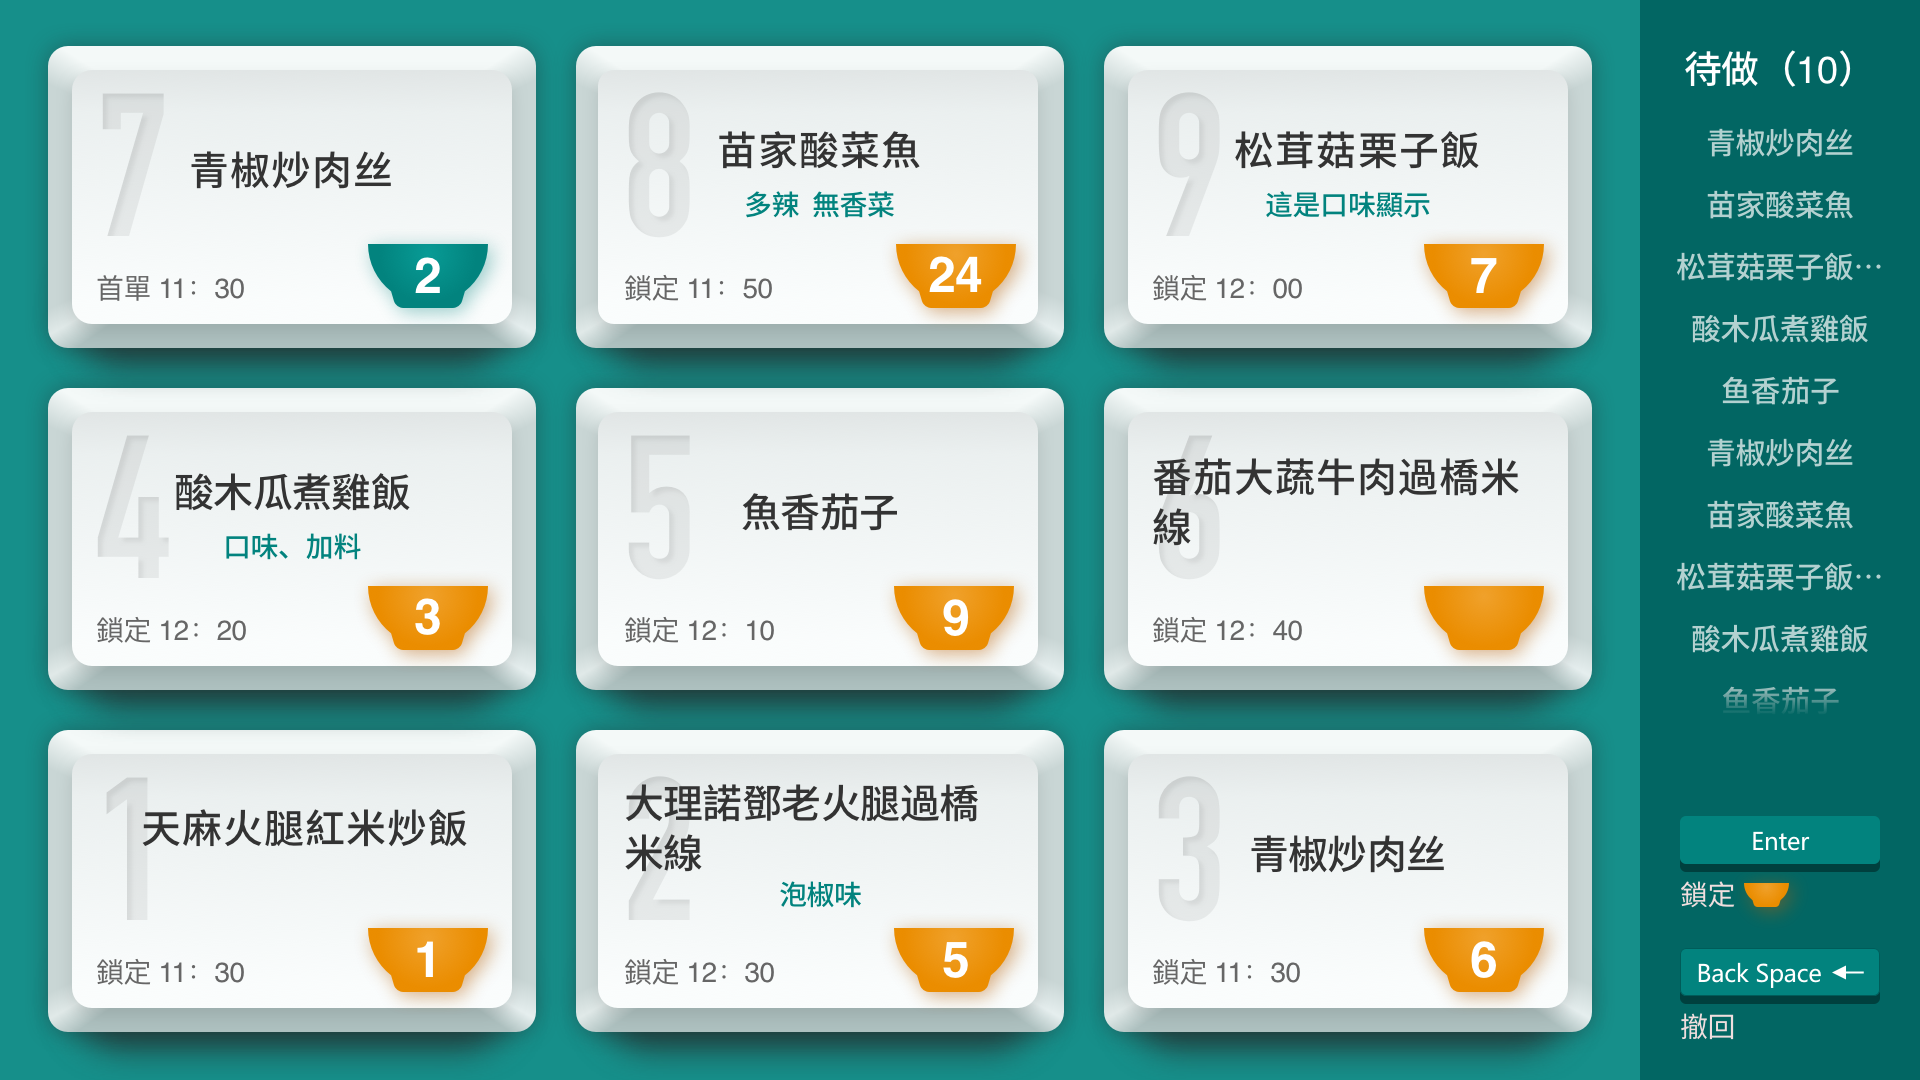 7
青椒炒肉丝
首單 11：30
2
8
苗家酸菜魚
多辣 無香菜
鎖定 11：50
24
9
松茸菇栗子飯
這是口味顯示
鎖定 12：00
7
4
酸木瓜煮雞飯
口味、加料
鎖定 12：20
3
5
魚香茄子
鎖定 12：10
9
6
番茄大蔬牛肉過橋米
線
鎖定 12：40
1
天麻火腿紅米炒飯
鎖定 11：30
1
2
大理諾鄧老火腿過橋
米線
泡椒味
鎖定 12：30
5
3
青椒炒肉丝
鎖定 11：30
6
待做（10）
青椒炒肉丝
苗家酸菜魚
松茸菇栗子飯…
酸木瓜煮雞飯
鱼香茄子
青椒炒肉丝
苗家酸菜魚
松茸菇栗子飯…
酸木瓜煮雞飯
鱼香茄子
Enter
鎖定
Back Space ←
撤回